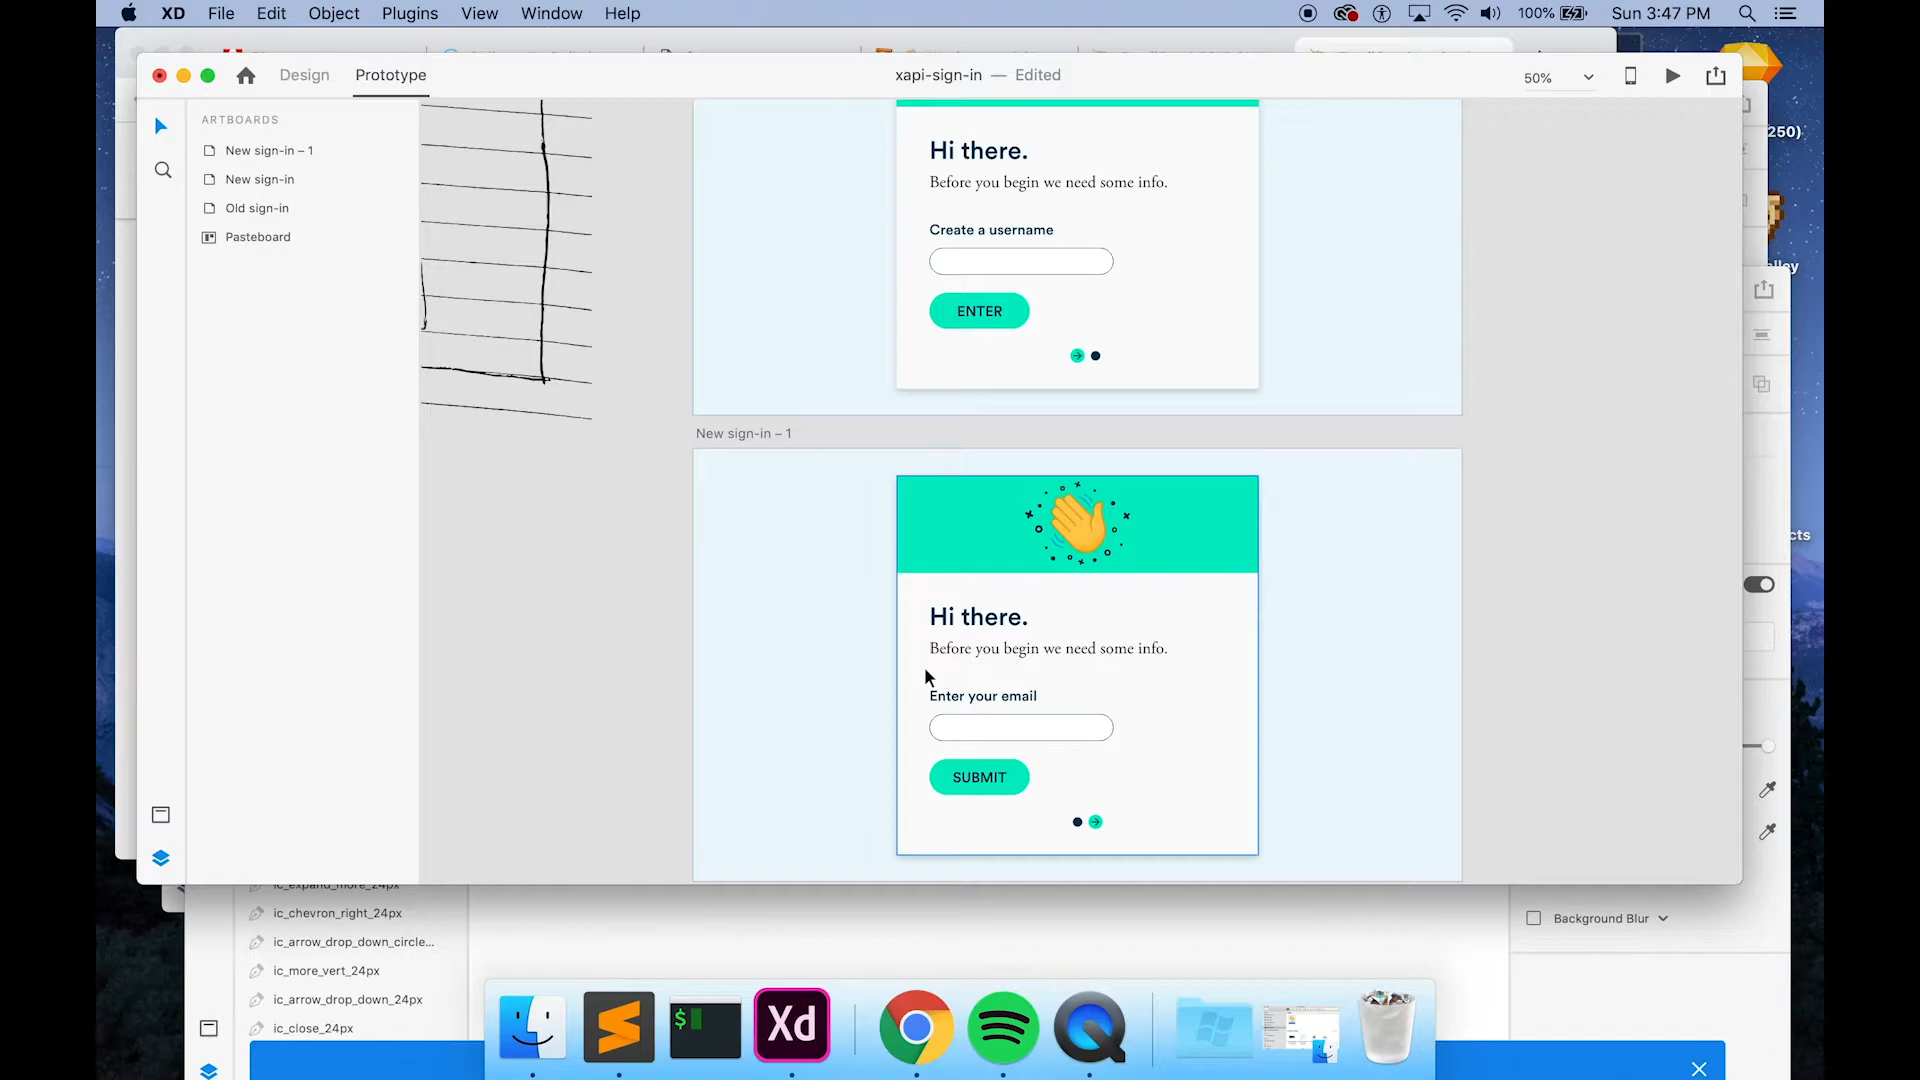 XD File Edit Object Plugins View Window Help 100% Sun 3:47 PM
Design Prototype xapi-sign-in — Edited 50%
ARTBOARDS
New sign-in – 1
New sign-in
Old sign-in
Pasteboard
Hi there.
Before you begin we need some info.
Create a username
ENTER
New sign-in – 1
Hi there.
Before you begin we need some info.
Enter your email
SUBMIT
250)
lley
cts
ic_expand_more_24px
ic_chevron_right_24px
ic_arrow_drop_down_circle...
ic_more_vert_24px
ic_arrow_drop_down_24px
ic_close_24px
Background Blur
$
Xd